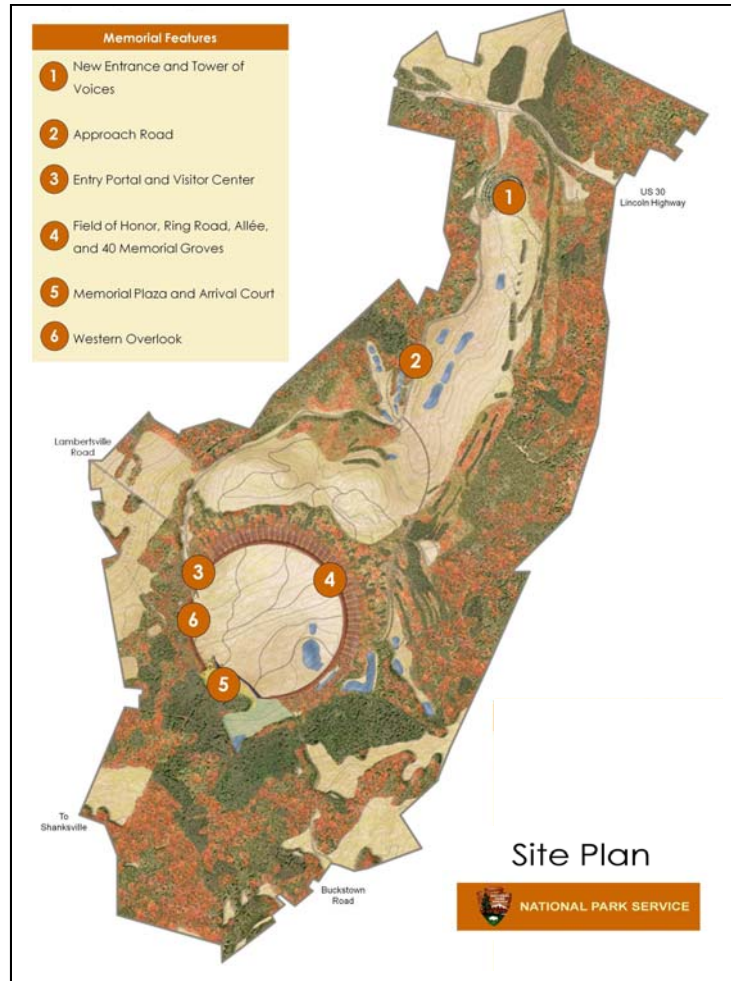 Memorial Features
1
New Entrance and Tower of
Voices
2
Approach Road
3
Entry Portal and Visitor Center
4
Field of Honor, Ring Road, Allée,
and 40 Memorial Groves
5
Memorial Plaza and Arrival Court
6
Western Overlook
1
US 30
Lincoln Highway
2
Lambertsville
Road
3
4
6
5
To
Shanksville
Buckstown
Road
Site Plan
NATIONAL PARK SERVICE